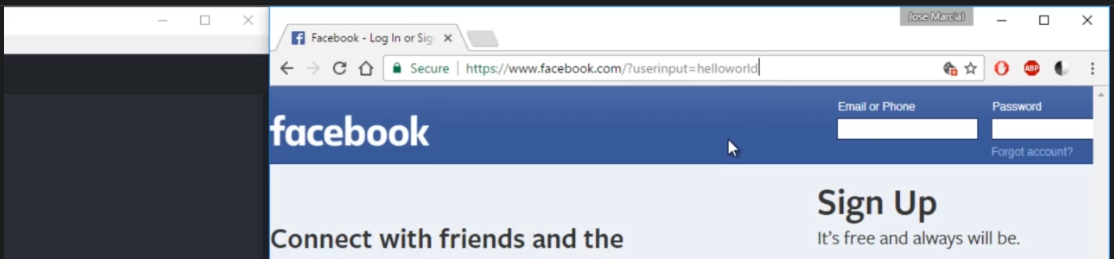 Jose Marcial
Facebook - Log In or Sig
Secure
https://www.facebook.com/?userinput=helloworld
ABP
Email or Phone
Password
facebook
Forgot account?
Sign Up
It's free and always will be.
Connect with friends and the